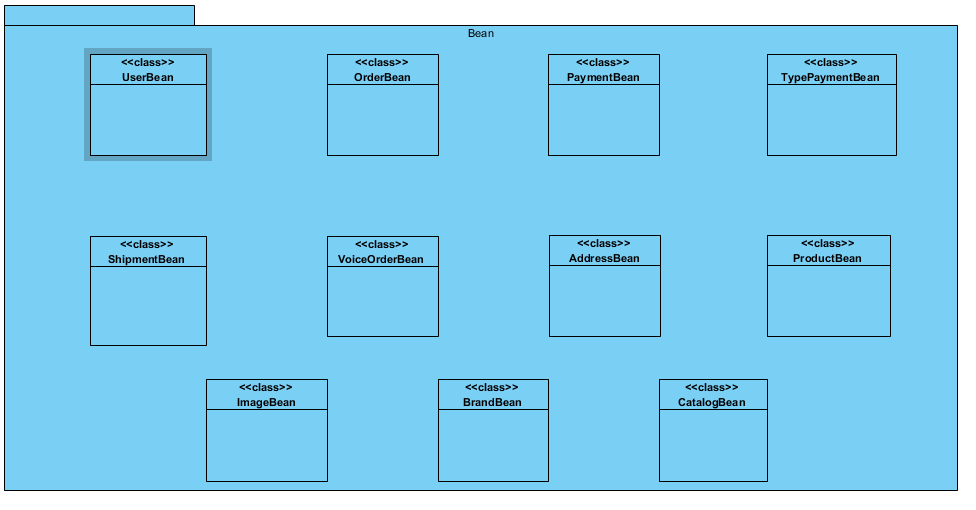 Bean
<<class>>
UserBean
<<class>>
OrderBean
<<class>>
PaymentBean
<<class>>
TypePaymentBean
<<class>>
ShipmentBean
<<class>>
VoiceOrderBean
<<class>>
AddressBean
<<class>>
ProductBean
<<class>>
ImageBean
<<class>>
BrandBean
<<class>>
CatalogBean